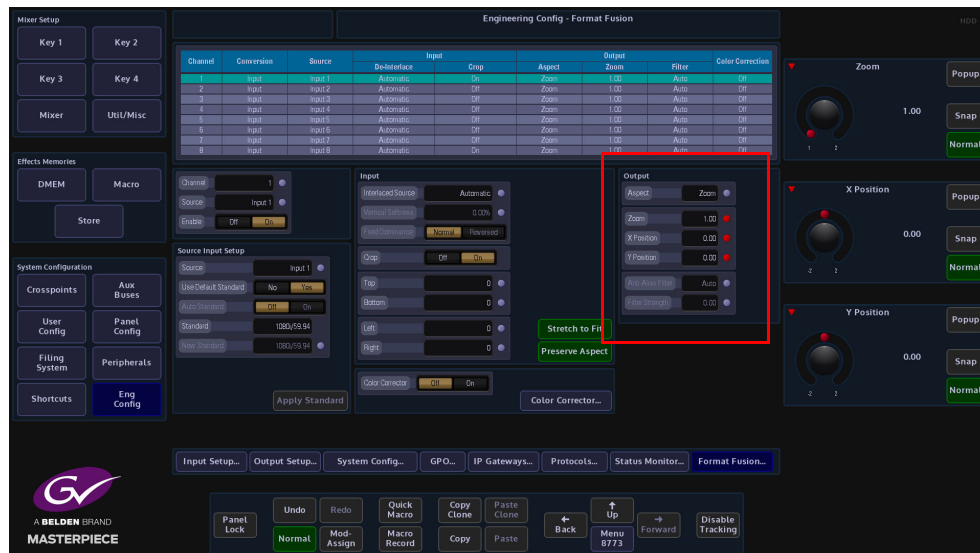 Mixer Setup
Key 1
Key 2
Key 3
Key 4
Mixer
Util/Misc
Effects Memories
DMEM
Macro
Store
System Configuration
Crosspoints
Aux Buses
User Config
Panel Config
Filing System
Peripherals
Shortcuts
Eng Config
A BELDEN BRAND
MASTERPIECE
Engineering Config - Format Fusion
HDD
Input
Output
Channel Conversion Source De-Interlace Crop Aspect Zoom Filter Color Correction
1 Input Input 1 Automatic On Zoom 1.00 Auto Off
2 Input Input 2 Automatic Off Zoom 1.00 Auto Off
3 Input Input 3 Automatic Off Zoom 1.00 Auto Off
4 Input Input 4 Automatic Off Zoom 1.00 Auto Off
5 Input Input 5 Automatic Off Zoom 1.00 Auto Off
6 Input Input 6 Automatic Off Zoom 1.00 Auto Off
7 Input Input 7 Automatic Off Zoom 1.00 Auto Off
8 Input Input 8 Automatic On Zoom 1.00 Auto Off
Channel 1
Source Input 1
Enable Off On
Source Input Setup
Source Input 1
Use Default Standard No Yes
Auto Standard Off On
Standard 1080i/59.94
New Standard 1080i/59.94
Apply Standard
Input
Interlaced Source Automatic
Vertical Softness 0.00%
Field Dominance Normal Reversed
Crop Off On
Top 0
Bottom 0
Left 0
Right 0
Stretch to Fit
Preserve Aspect
Color Corrector Off On
Color Corrector...
Output
Aspect Zoom
Zoom 1.00
X Position 0.00
Y Position 0.00
Anti-Alias Filter Auto
Filter Strength 0.00
Zoom
1.00
1 2
Popup
Snap
Normal
X Position
0.00
-2 2
Popup
Snap
Normal
Y Position
0.00
-2 2
Popup
Snap
Normal
Input Setup... Output Setup... System Config... GPO... IP Gateways... Protocols... Status Monitor... Format Fusion...
Panel Lock
Undo
Redo
Normal
Mod-Assign
Quick Macro
Macro Record
Copy Clone
Paste Clone
Copy
Paste
Back
Up
Menu 8773
Forward
Disable Tracking